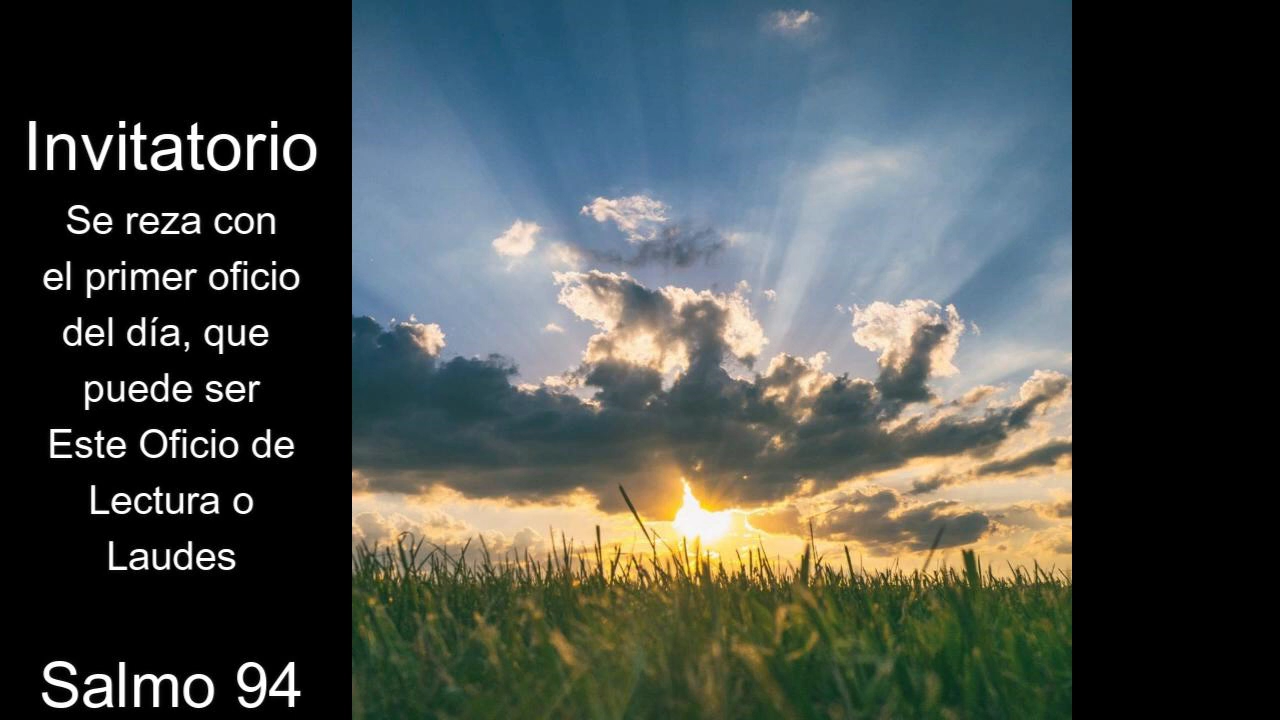 Invitatorio
Se reza con
el primer oficio
del día, que
puede ser
Este Oficio de
Lectura o
Laudes
Salmo 94